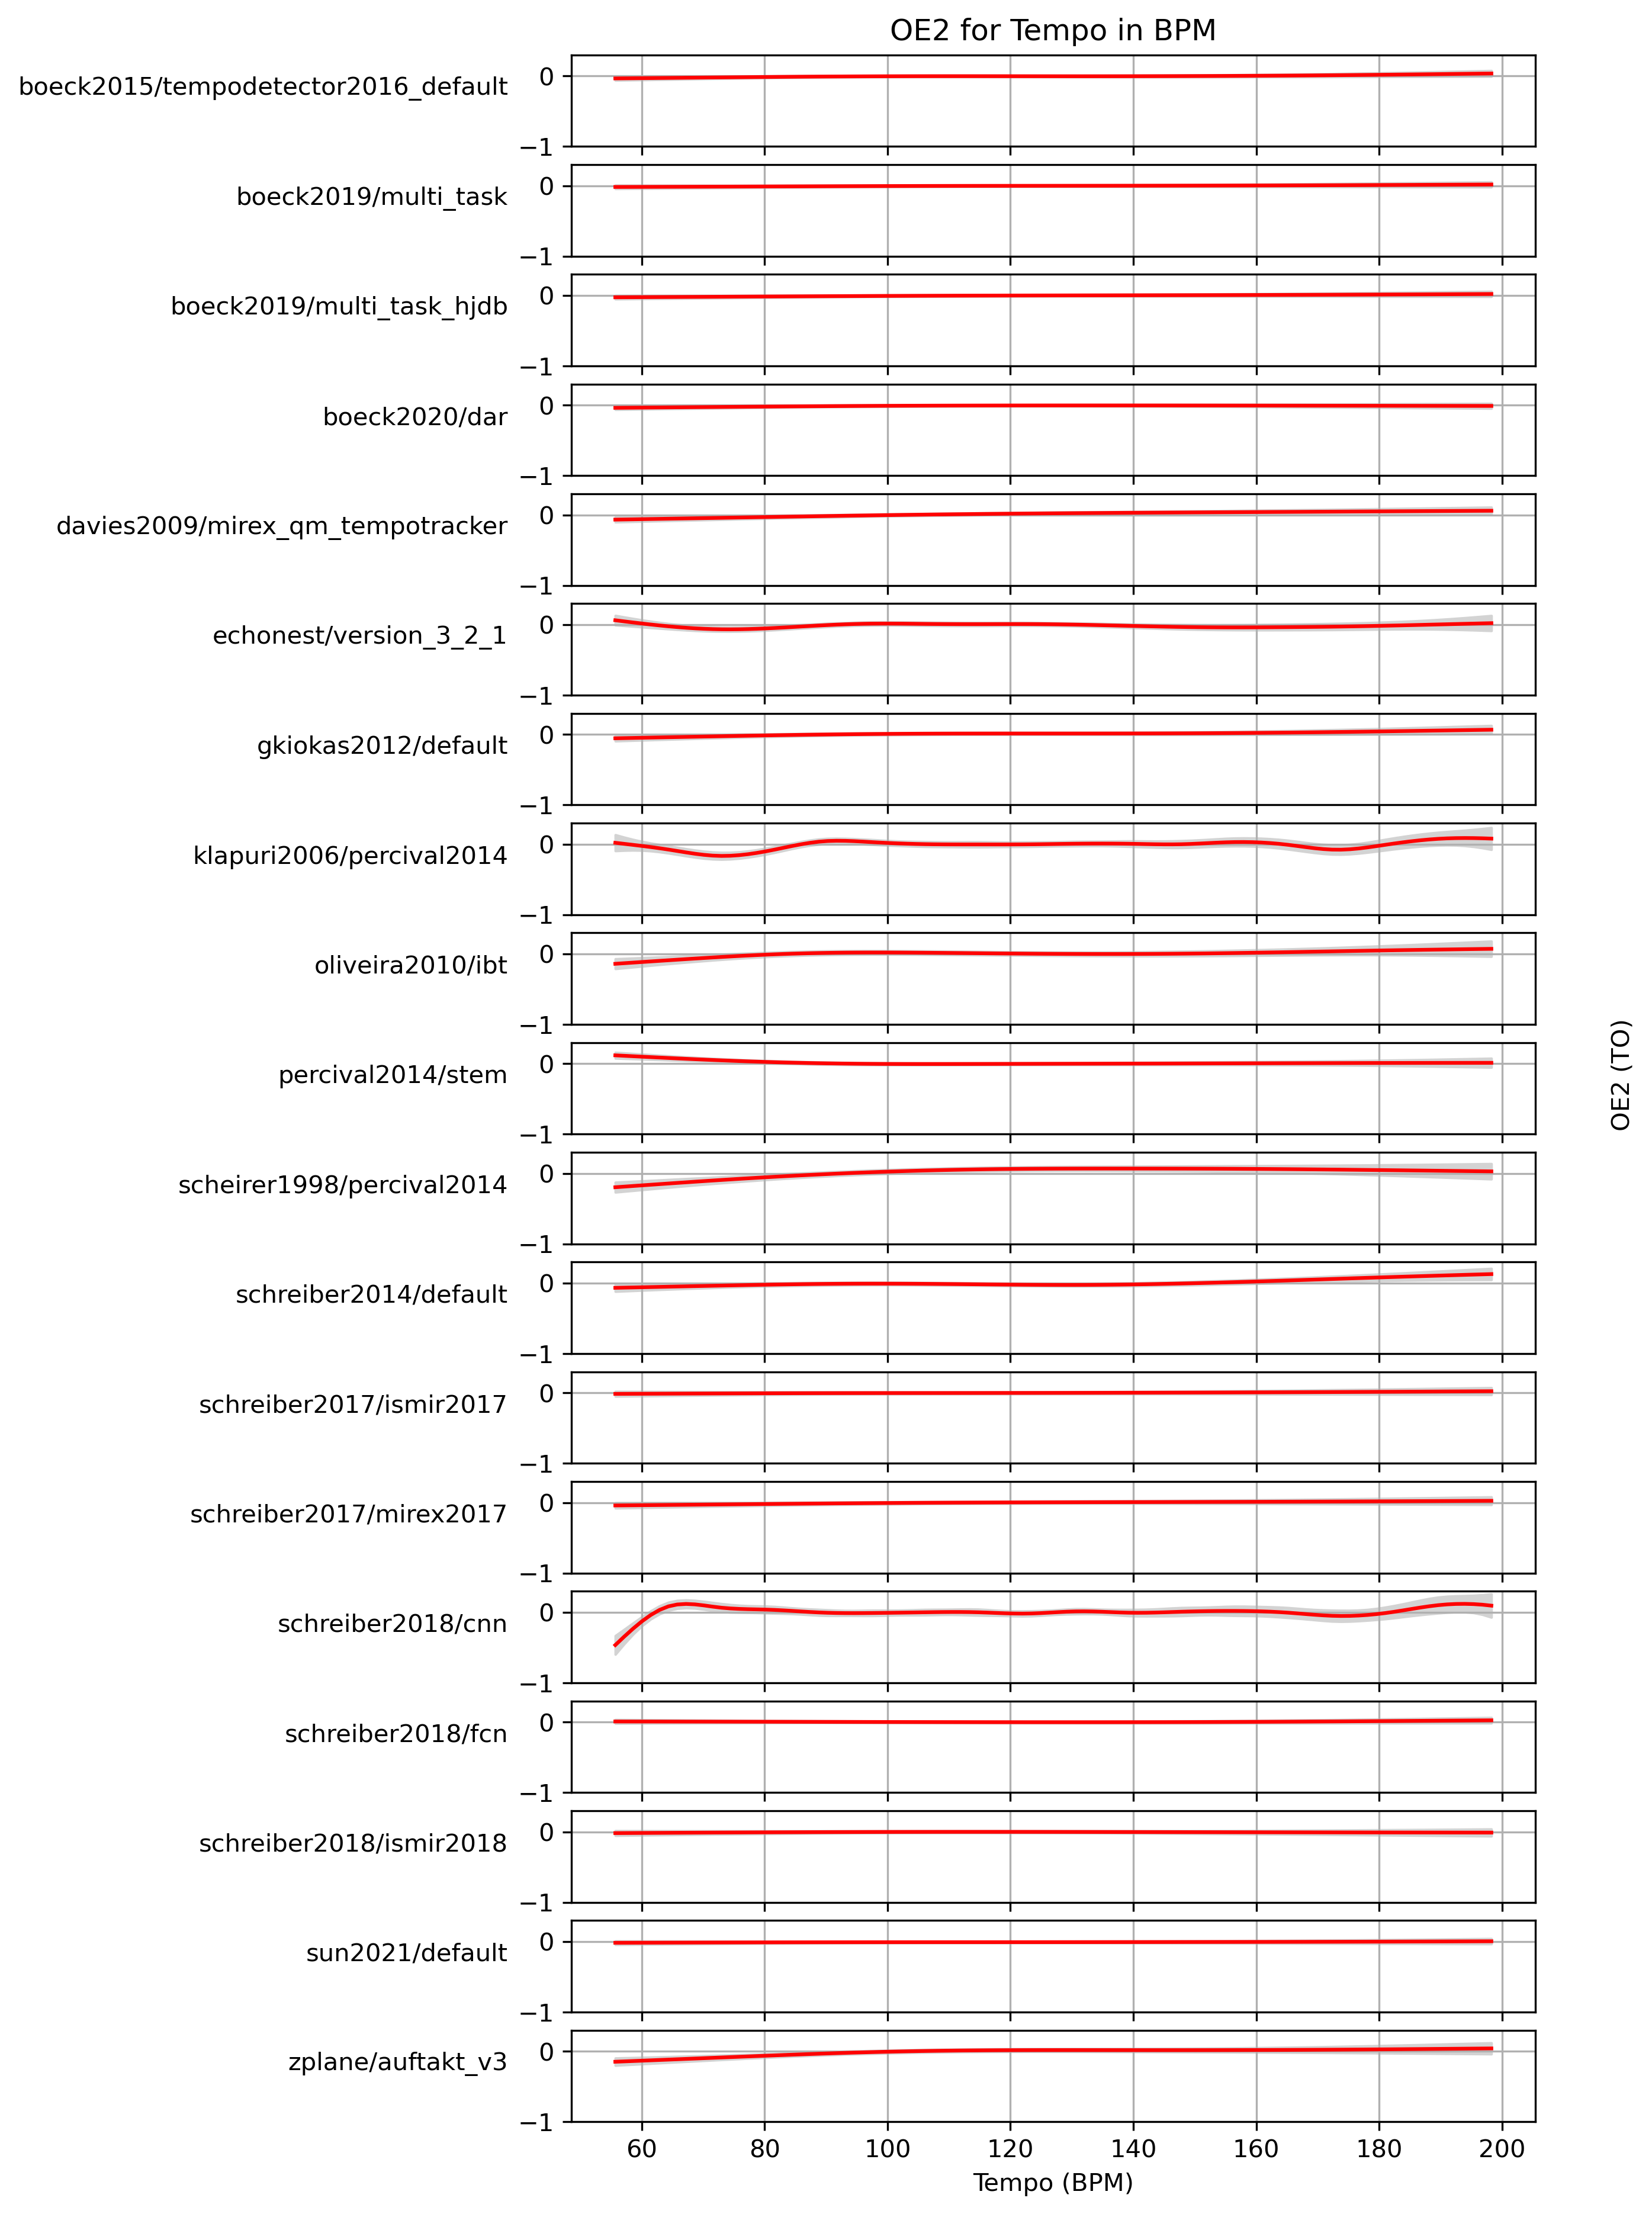 OE2 for Tempo in BPM
boeck2015/tempodetector2016_default
0
−1
boeck2019/multi_task
0
−1
boeck2019/multi_task_hjdb
0
−1
boeck2020/dar
0
−1
davies2009/mirex_qm_tempotracker
0
−1
echonest/version_3_2_1
0
−1
gkiokas2012/default
0
−1
klapuri2006/percival2014
0
−1
oliveira2010/ibt
0
−1
percival2014/stem
0
−1
scheirer1998/percival2014
0
−1
schreiber2014/default
0
−1
schreiber2017/ismir2017
0
−1
schreiber2017/mirex2017
0
−1
schreiber2018/cnn
0
−1
schreiber2018/fcn
0
−1
schreiber2018/ismir2018
0
−1
sun2021/default
0
−1
zplane/auftakt_v3
0
−1
60 80 100 120 140 160 180 200
Tempo (BPM)
OE2 (TO)